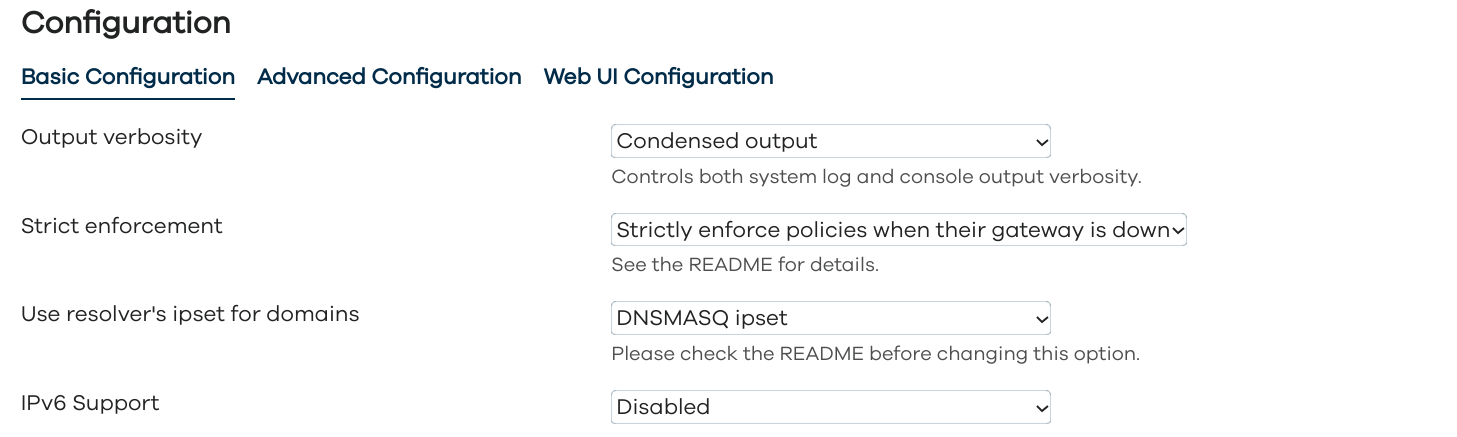 Configuration
Basic Configuration Advanced Configuration Web UI Configuration
Output verbosity
Condensed output
Controls both system log and console output verbosity.
Strict enforcement
Strictly enforce policies when their gateway is down
See the README for details.
Use resolver's ipset for domains
DNSMASQ ipset
Please check the README before changing this option.
IPv6 Support
Disabled